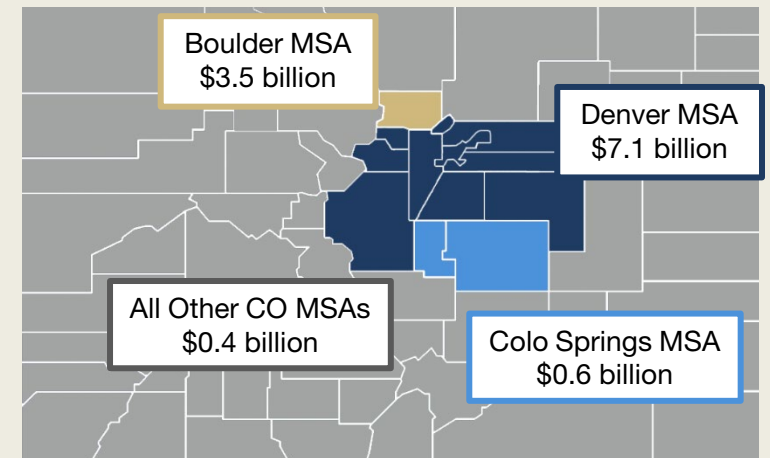 Boulder MSA
$3.5 billion
Denver MSA
$7.1 billion
All Other CO MSAs
$0.4 billion
Colo Springs MSA
$0.6 billion